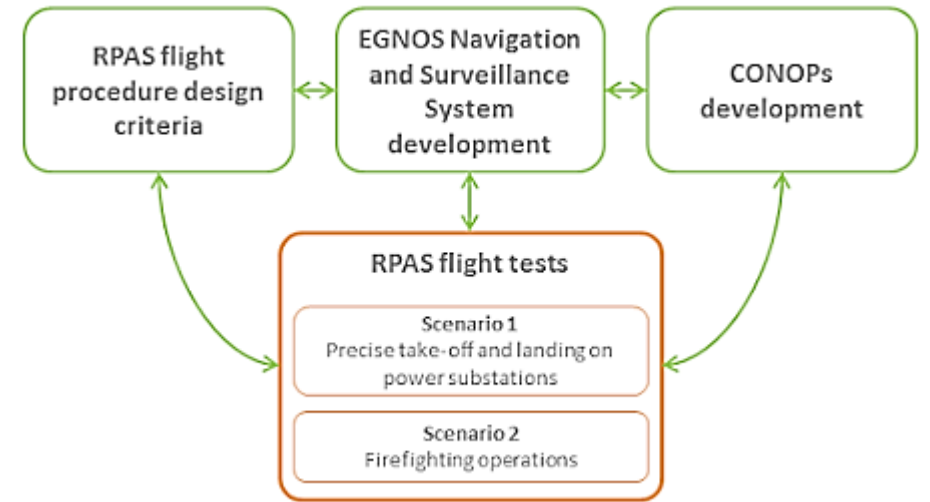 RPAS flight
procedure design
criteria
EGNOS Navigation
and Surveillance
System
development
CONOPs
development
RPAS flight tests
Scenario 1
Precise take-off and landing on
power substations
Scenario 2
Firefighting operations